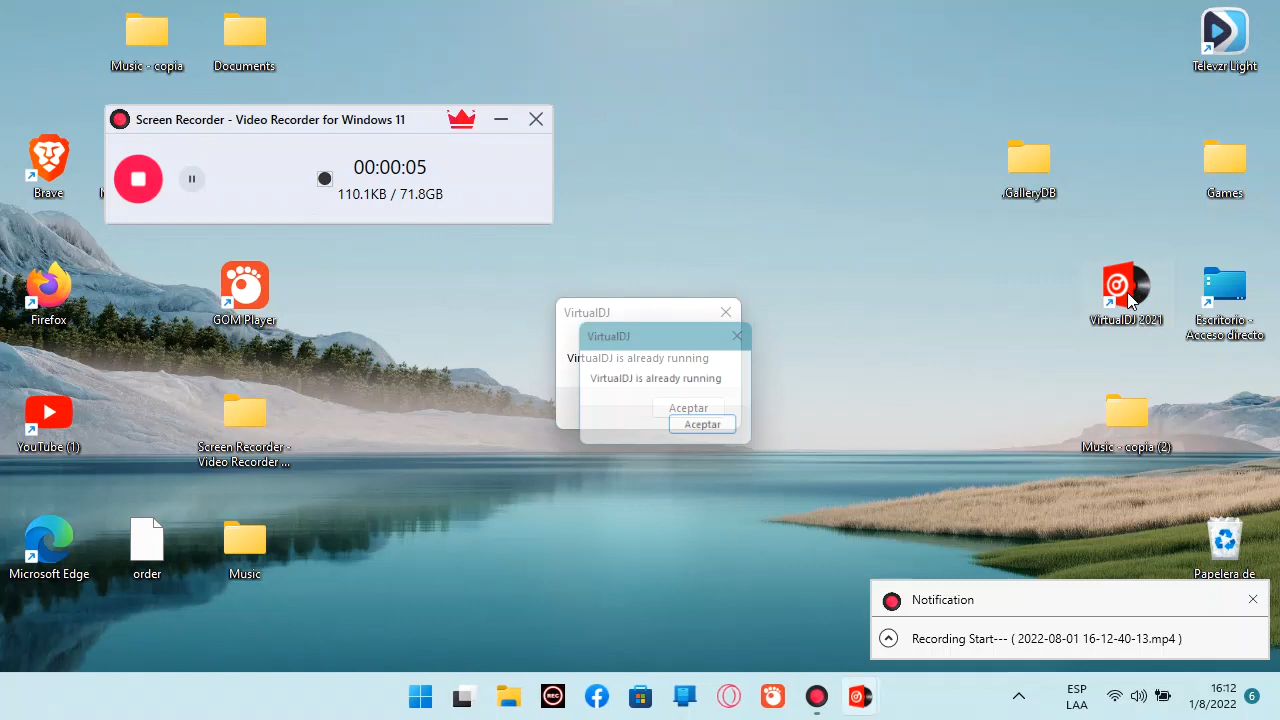 Music - copia
Documents
Televzr Light
Screen Recorder - Video Recorder for Windows 11
00:00:05
110.1KB / 71.8GB
Brave
.GalleryDB
Games
Firefox
GOM Player
VirtualDJ
VirtualDJ is already running
Aceptar
VirtualDJ
VirtualDJ is already running
Aceptar
VirtualDJ 2021
Escritorio -
Acceso directo
YouTube (1)
Screen Recorder -
Video Recorder ...
Music - copia (2)
Microsoft Edge
order
Music
Papelera de
Notification
Recording Start--- ( 2022-08-01 16-12-40-13.mp4 )
REC
ESP
LAA
16:12
1/8/2022
6